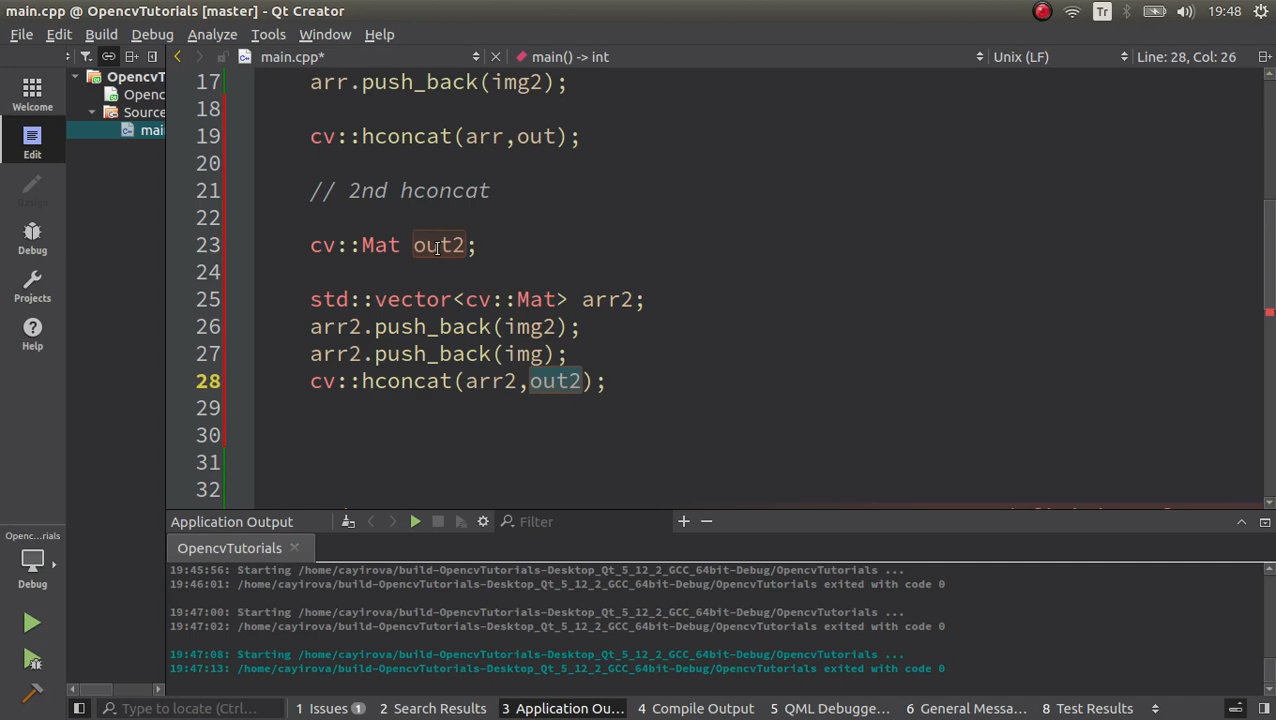 main.cpp @ OpencvTutorials [master] - Qt Creator
Tr
19:48
File Edit Build Debug Analyze Tools Window Help
main.cpp*
main() -> int
Unix (LF)
Line: 28, Col: 26
Welcome
Edit
Design
Debug
Projects
Help
OpencvT
Openc
Source
mai
17 arr.push_back(img2);
18
19 cv::hconcat(arr,out);
20
21 // 2nd hconcat
22
23 cv::Mat out2;
24
25 std::vector<cv::Mat> arr2;
26 arr2.push_back(img2);
27 arr2.push_back(img);
28 cv::hconcat(arr2,out2);
29
30
31
32
Application Output
Filter
OpencvTutorials
Openc...rials
Debug
19:45:56: Starting /home/cayirova/build-OpencvTutorials-Desktop_Qt_5_12_2_GCC_64bit-Debug/OpencvTutorials ...
19:46:01: /home/cayirova/build-OpencvTutorials-Desktop_Qt_5_12_2_GCC_64bit-Debug/OpencvTutorials exited with code 0
19:47:00: Starting /home/cayirova/build-OpencvTutorials-Desktop_Qt_5_12_2_GCC_64bit-Debug/OpencvTutorials ...
19:47:02: /home/cayirova/build-OpencvTutorials-Desktop_Qt_5_12_2_GCC_64bit-Debug/OpencvTutorials exited with code 0
19:47:08: Starting /home/cayirova/build-OpencvTutorials-Desktop_Qt_5_12_2_GCC_64bit-Debug/OpencvTutorials ...
19:47:13: /home/cayirova/build-OpencvTutorials-Desktop_Qt_5_12_2_GCC_64bit-Debug/OpencvTutorials exited with code 0
Type to locate (Ctrl...
1 Issues 1
2 Search Results
3 Application Ou...
4 Compile Output
5 QML Debugge...
6 General Messa...
8 Test Results